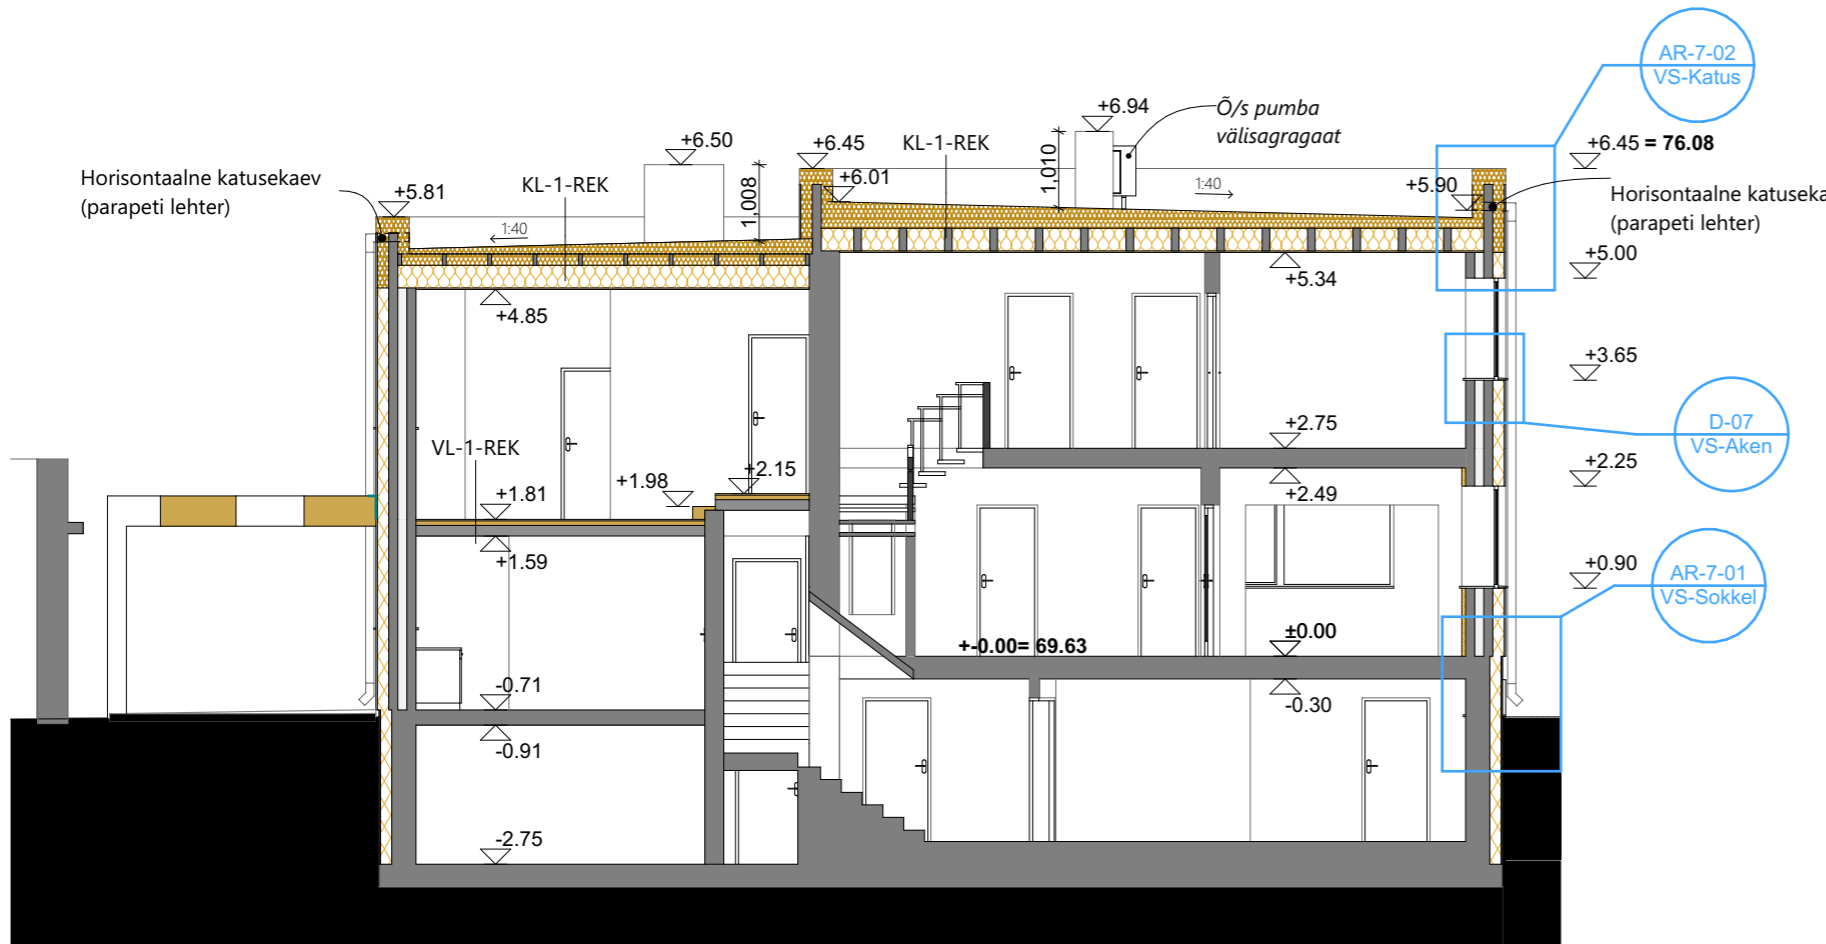 AR-7-02
VS-Katus
+6.94
Õ/s pumba
välisagragaat
+6.50
+6.45
KL-1-REK
1,010
+6.45 = 76.08
Horisontaalne katusekaev
(parapeti lehter)
KL-1-REK
+5.81
1,008
+6.01
1:40
+5.90
Horisontaalne katuseka
(parapeti lehter)
1:40
+5.00
+5.34
+4.85
+3.65
D-07
VS-Aken
VL-1-REK
+2.75
+2.15
+1.98
+2.25
+1.81
+2.49
+1.59
+0.90
AR-7-01
VS-Sokkel
±0.00
+-0.00= 69.63
-0.71
-0.30
-0.91
-2.75